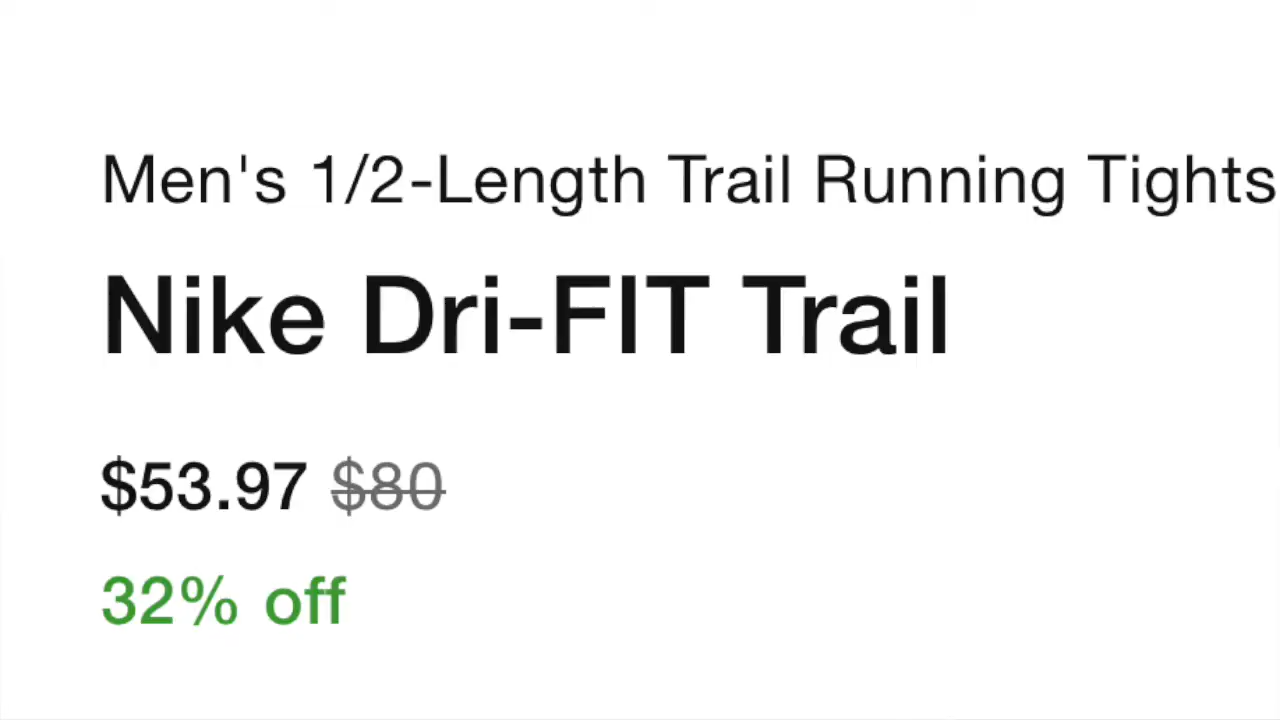 Men's 1/2-Length Trail Running Tights
Nike Dri-FIT Trail
$53.97 $80
32% off